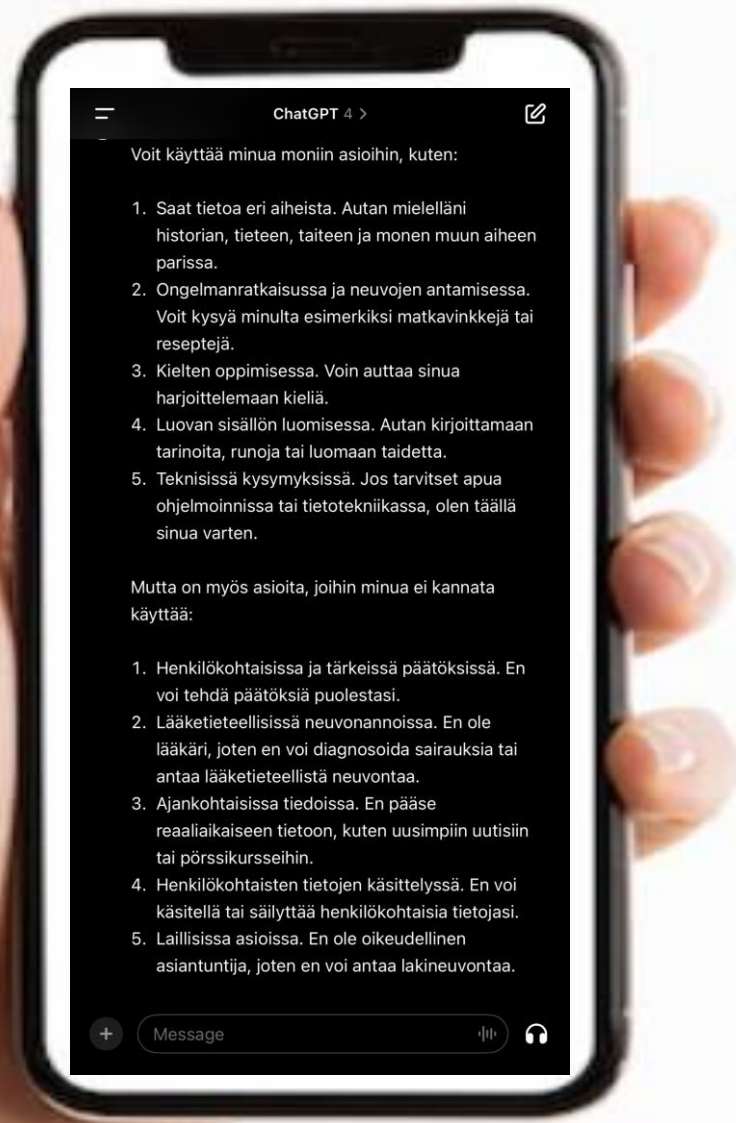 ChatGPT 4 >
Voit käyttää minua moniin asioihin, kuten:
1. Saat tietoa eri aiheista. Autan mielelläni
historian, tieteen, taiteen ja monen muun aiheen
parissa.
2. Ongelmanratkaisussa ja neuvojen antamisessa.
Voit kysyä minulta esimerkiksi matkavinkkejä tai
reseptejä.
3. Kielten oppimisessa. Voin auttaa sinua
harjoittelemaan kieliä.
4. Luovan sisällön luomisessa. Autan kirjoittamaan
tarinoita, runoja tai luomaan taidetta.
5. Teknisissä kysymyksissä. Jos tarvitset apua
ohjelmoinnissa tai tietotekniikassa, olen täällä
sinua varten.
Mutta on myös asioita, joihin minua ei kannata
käyttää:
1. Henkilökohtaisissa ja tärkeissä päätöksissä. En
voi tehdä päätöksiä puolestasi.
2. Lääketieteellisissä neuvonannoissa. En ole
lääkäri, joten en voi diagnosoida sairauksia tai
antaa lääketieteellistä neuvontaa.
3. Ajankohtaisissa tiedoissa. En pääse
reaaliaikaiseen tietoon, kuten uusimpiin uutisiin
tai pörssikursseihin.
4. Henkilökohtaisten tietojen käsittelyssä. En voi
käsitellä tai säilyttää henkilökohtaisia tietojasi.
5. Laillisissa asioissa. En ole oikeudellinen
asiantuntija, joten en voi antaa lakineuvontaa.
Message